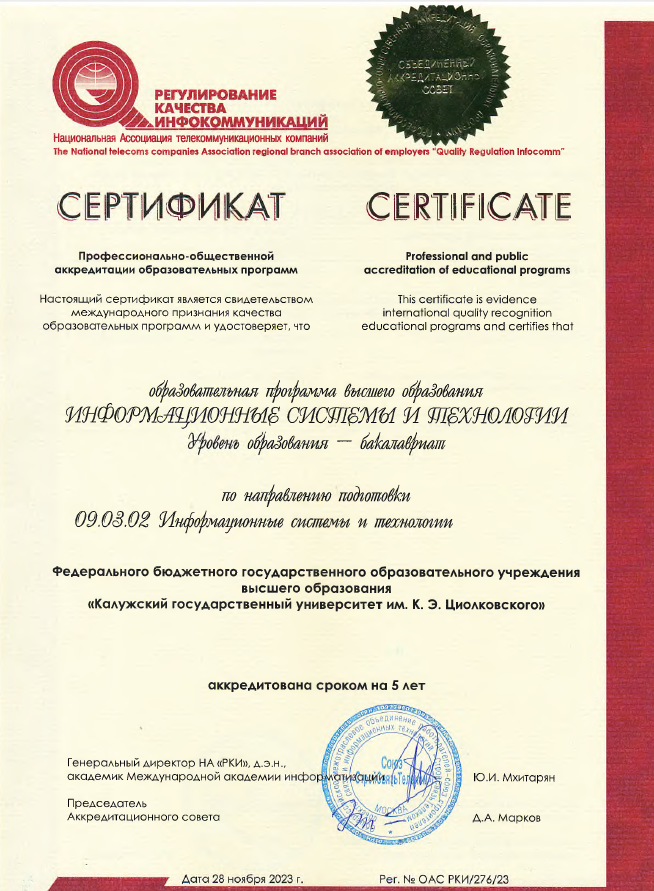 РЕГУЛИРОВАНИЕ
КАЧЕСТВА
ИНФОКОММУНИКАЦИЙ
Национальная Ассоциация телекоммуникационных компаний
The National telecoms companies Association regional branch association of employers "Quality Regulation Infocomm"
ОБЪЕДИНЕННЫЙ
АККРЕДИТАЦИОННЫЙ
СОВЕТ
СЕРТИФИКАТ
Профессионально-общественной
аккредитации образовательных программ
Настоящий сертификат является свидетельством
международного признания качества
образовательных программ и удостоверяет, что
CERTIFICATE
Professional and public
accreditation of educational programs
This certificate is evidence
international quality recognition
educational programs and certifies that
образовательная программа высшего образования
ИНФОРМАЦИОННЫЕ СИСТЕМЫ И ТЕХНОЛОГИИ
Уровень образования — бакалавриат
по направлению подготовки
09.03.02 Информационные системы и технологии
Федерального бюджетного государственного образовательного учреждения
высшего образования
«Калужский государственный университет им. К. Э. Циолковского»
аккредитована сроком на 5 лет
Генеральный директор НА «РКИ», д.э.н.,
академик Международной академии информатизации
Ю.И. Мхитарян
Председатель
Аккредитационного совета
Д.А. Марков
Союз
МОСКВА
Дата 28 ноября 2023 г.
Рег. № ОАС РКИ/276/23